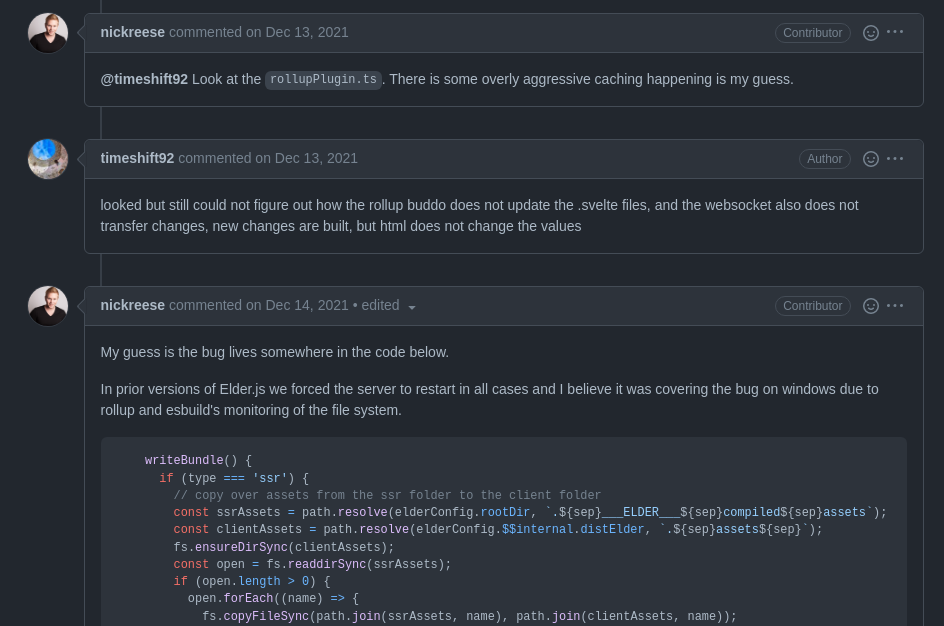 nickreese commented on Dec 13, 2021 Contributor
@timeshift92 Look at the rollupPlugin.ts. There is some overly aggressive caching happening is my guess.
timeshift92 commented on Dec 13, 2021 Author
looked but still could not figure out how the rollup buddo does not update the .svelte files, and the websocket also does not
transfer changes, new changes are built, but html does not change the values
nickreese commented on Dec 14, 2021 • edited Contributor
My guess is the bug lives somewhere in the code below.
In prior versions of Elder.js we forced the server to restart in all cases and I believe it was covering the bug on windows due to
rollup and esbuild's monitoring of the file system.
writeBundle() {
if (type === 'ssr') {
// copy over assets from the ssr folder to the client folder
const ssrAssets = path.resolve(elderConfig.rootDir, `.${sep}___ELDER___${sep}compiled${sep}assets`);
const clientAssets = path.resolve(elderConfig.$$internal.distElder, `.${sep}assets${sep}`);
fs.ensureDirSync(clientAssets);
const open = fs.readdirSync(ssrAssets);
if (open.length > 0) {
open.forEach((name) => {
fs.copyFileSync(path.join(ssrAssets, name), path.join(clientAssets, name));